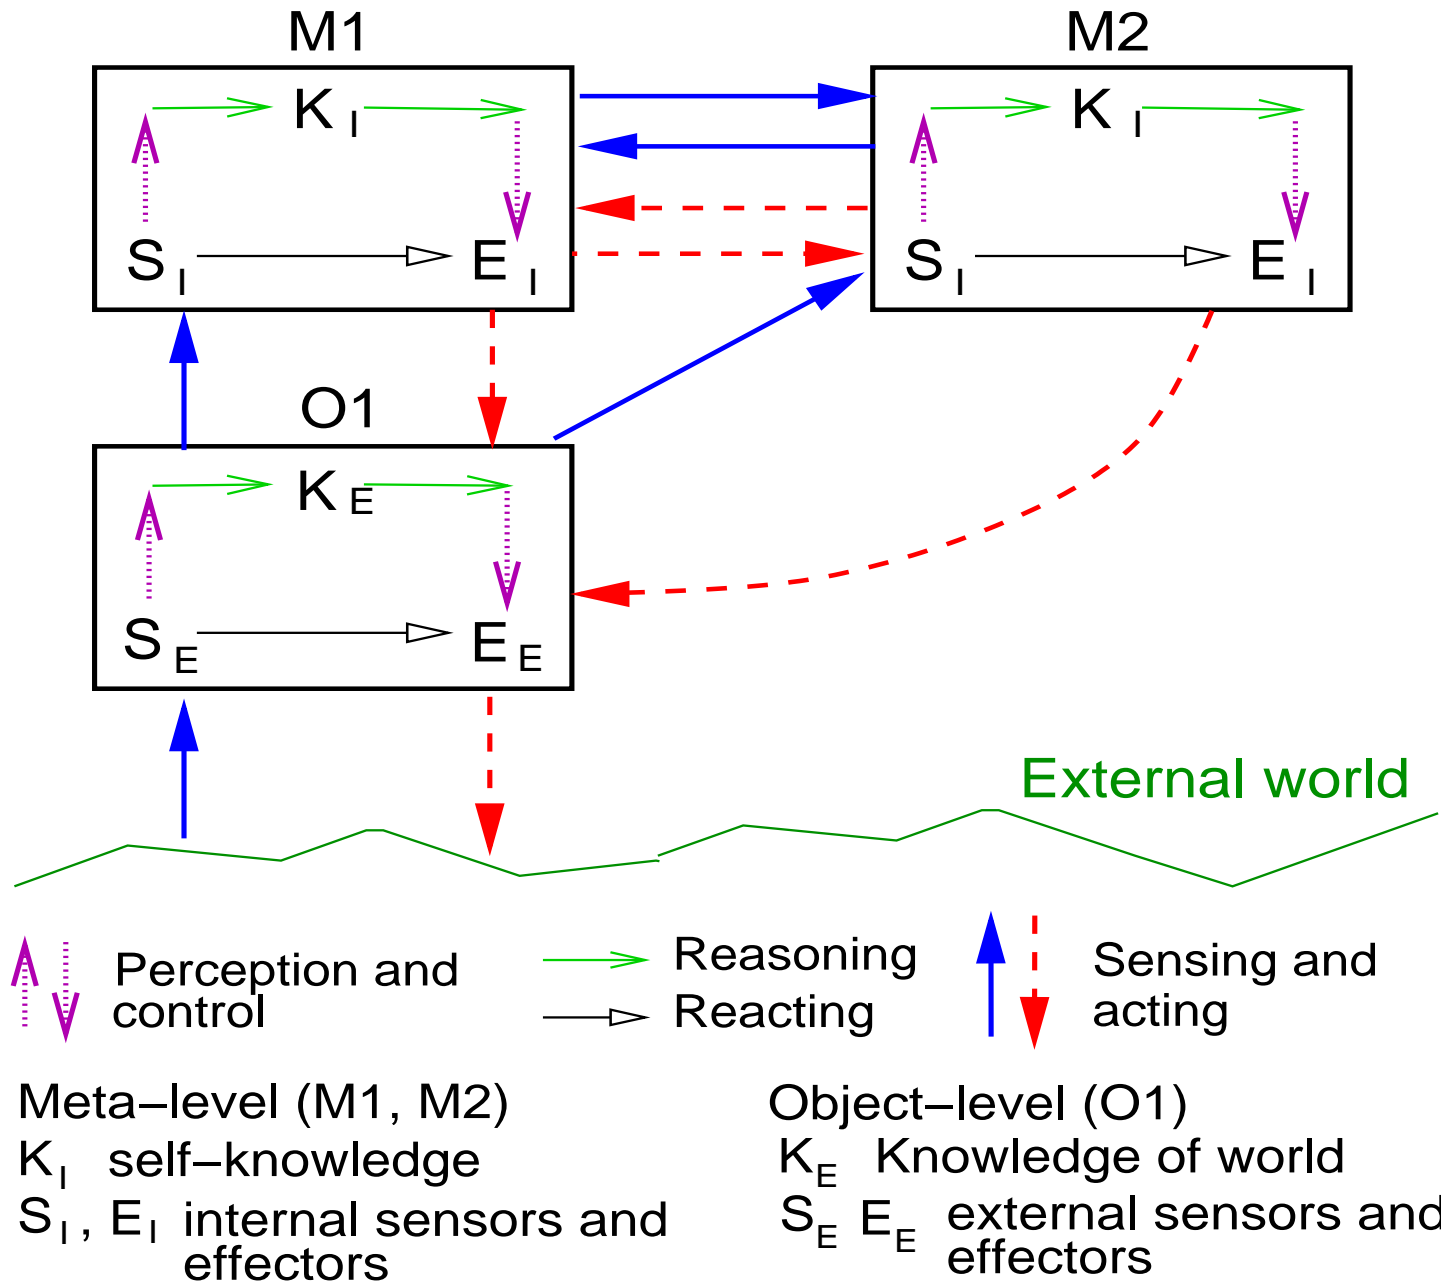 M1 M2
K I K I
S I E I S I E I
O1
K E
S E E E
External world
Perception and
control
Reasoning
Reacting
Sensing and
acting
Meta–level (M1, M2)
K I self–knowledge
S I , E I internal sensors and
effectors
Object–level (O1)
K E Knowledge of world
S E E E external sensors and
effectors